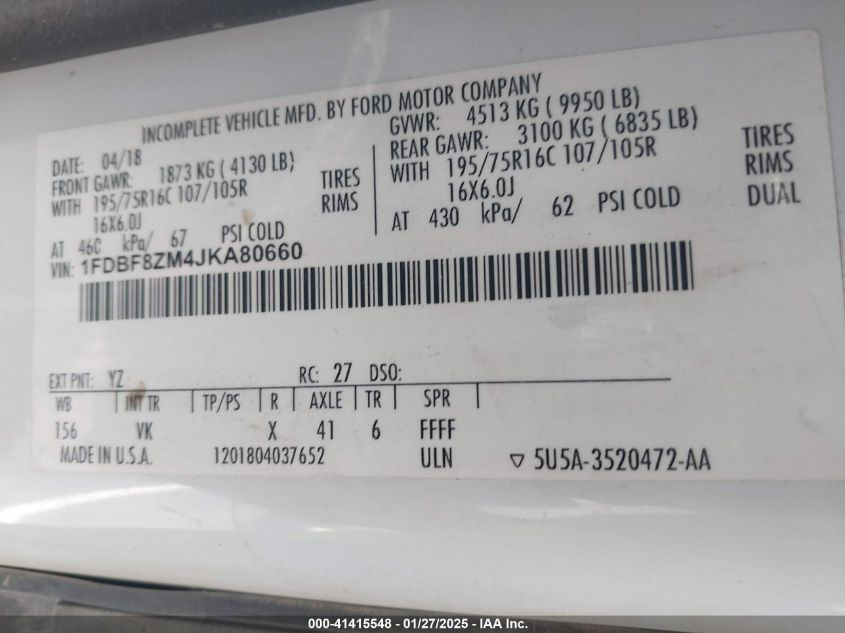 INCOMPLETE VEHICLE MFD. BY FORD MOTOR COMPANY
DATE: 04/18
FRONT GAWR: 1873 KG ( 4130 LB)
WITH 195/75R16C 107/105R TIRES
16X6.0J RIMS
AT 460 kPa/ 67 PSI COLD
GVWR: 4513 KG ( 9950 LB)
REAR GAWR: 3100 KG ( 6835 LB)
WITH 195/75R16C 107/105R TIRES
16X6.0J RIMS
AT 430 kPa/ 62 PSI COLD DUAL
VIN: 1FDBF8ZM4JKA80660
EXT PNT: YZ RC: 27 DSO:
WB INT TR TP/PS R AXLE TR SPR
156 VK X 41 6 FFFF
MADE IN U.S.A. 1201804037652 ULN ▽ 5U5A-3520472-AA
000-41415548 - 01/27/2025 - IAA Inc.